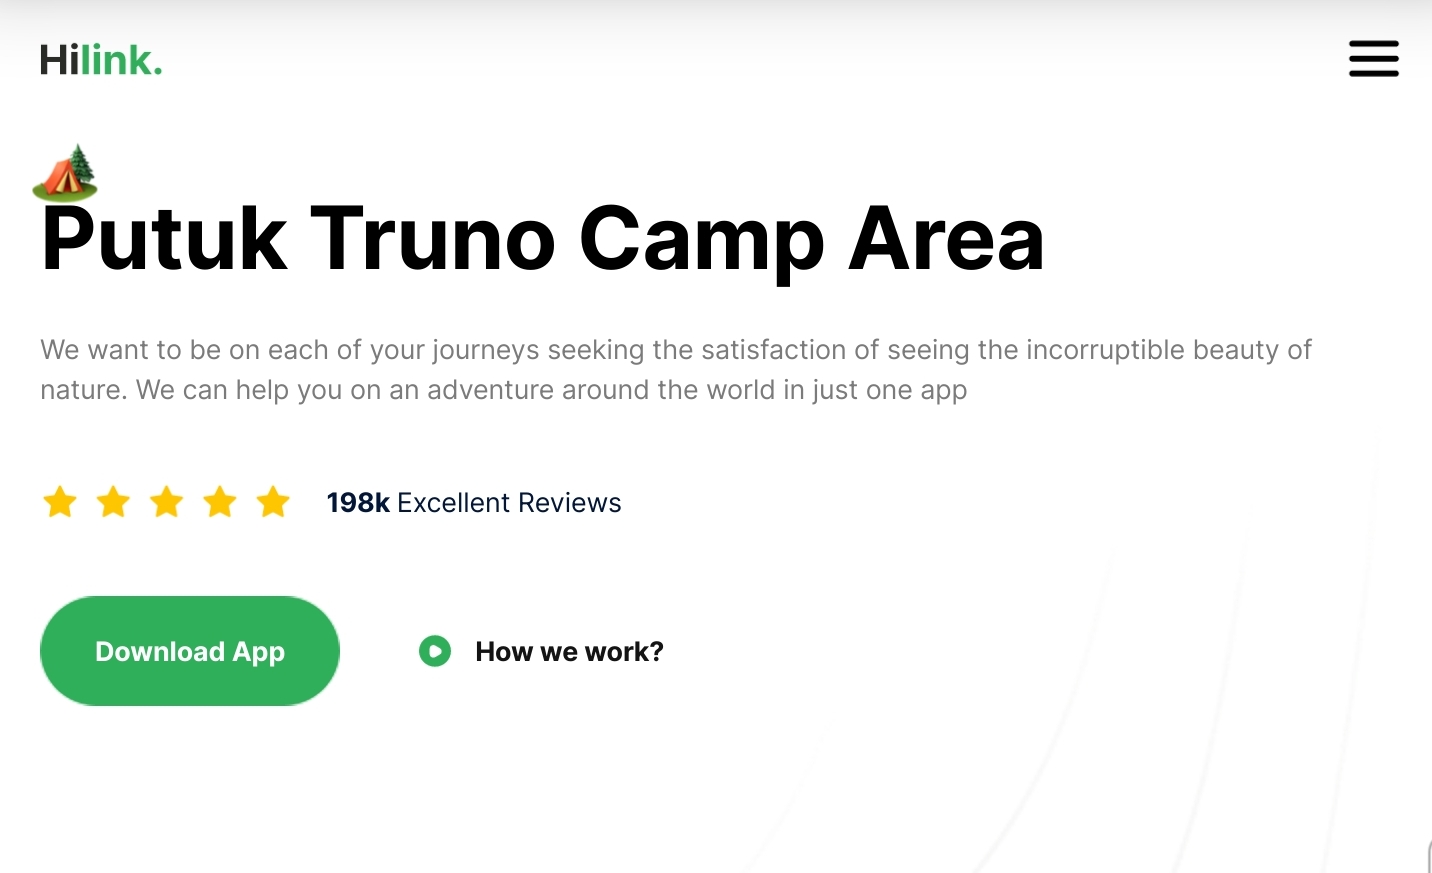 Hilink.
Putuk Truno Camp Area
We want to be on each of your journeys seeking the satisfaction of seeing the incorruptible beauty of
nature. We can help you on an adventure around the world in just one app
198k Excellent Reviews
Download App
How we work?